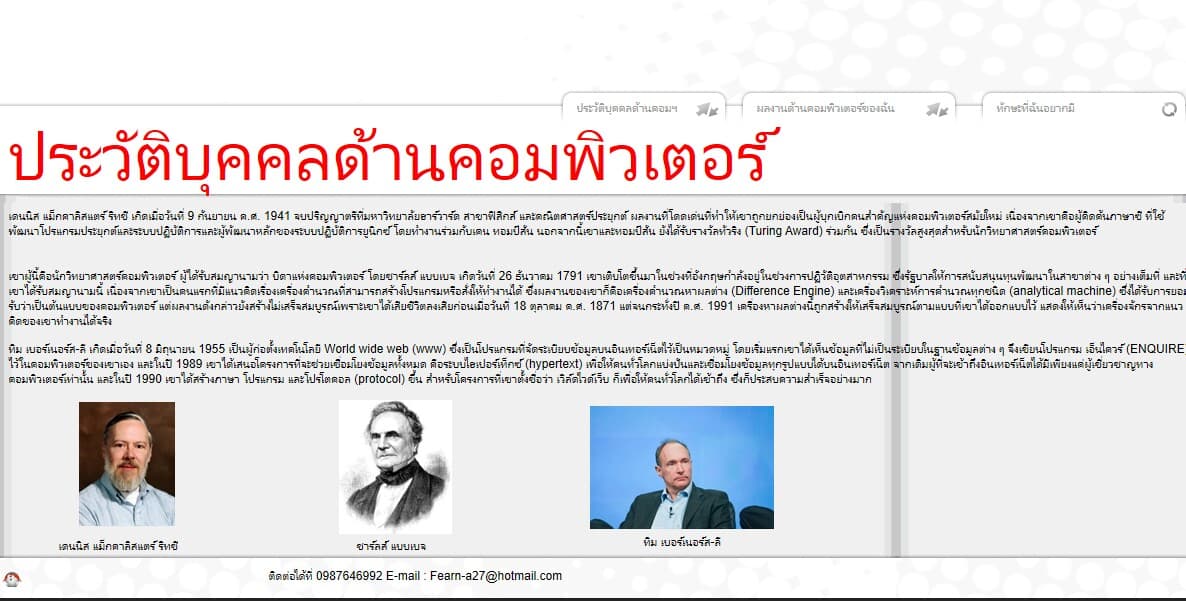 ประวัติบุคคลด้านคอมฯ
ผลงานด้านคอมพิวเตอร์ของฉัน
ทักษะที่ฉันอยากมี
ประวัติบุคคลด้านคอมพิวเตอร์
เดนนิส แม็กคาลิสแตร์ ริทชี เกิดเมื่อวันที่ 9 กันยายน ค.ศ. 1941 จบปริญญาตรีที่มหาวิทยาลัยฮาร์วาร์ด สาขาฟิสิกส์ และคณิตศาสตร์ประยุกต์ ผลงานที่โดดเด่นที่ทำให้เขาถูกยกย่องเป็นผู้บุกเบิกคนสำคัญแห่งคอมพิวเตอร์สมัยใหม่ เนื่องจากเขาคือผู้คิดค้นภาษาซี ที่ใช้
พัฒนาโปรแกรมประยุกต์และระบบปฏิบัติการและผู้พัฒนาหลักของระบบปฏิบัติการยูนิกซ์ โดยทำงานร่วมกับเคน ทอมป์สัน นอกจากนี้เขาและทอมป์สัน ยังได้รับรางวัลทัวริง (Turing Award) ร่วมกัน ซึ่งเป็นรางวัลสูงสุดสำหรับนักวิทยาศาสตร์คอมพิวเตอร์
เขาผู้นี้คือนักวิทยาศาสตร์คอมพิวเตอร์ ผู้ได้รับสมญานามว่า บิดาแห่งคอมพิวเตอร์ โดยชาร์ลส์ แบบเบจ เกิดวันที่ 26 ธันวาคม 1791 เขาเติบโตขึ้นมาในช่วงที่อังกฤษกำลังอยู่ในช่วงการปฏิวัติอุตสาหกรรม ซึ่งรัฐบาลให้การสนับสนุนทุนพัฒนาในสาขาต่าง ๆ อย่างเต็มที่ และที่
เขาได้รับสมญานามนี้ เนื่องจากเขาเป็นคนแรกที่มีแนวคิดเรื่องเครื่องคำนวณที่สามารถสร้างโปรแกรมหรือสั่งให้ทำงานได้ ซึ่งผลงานของเขาก็คือเครื่องคำนวณหาผลต่าง (Difference Engine) และเครื่องวิเคราะห์การคำนวณทุกชนิด (analytical machine) ซึ่งได้รับการยอม
รับว่าเป็นต้นแบบของคอมพิวเตอร์ แต่ผลงานดังกล่าวยังสร้างไม่เสร็จสมบูรณ์เพราะเขาได้เสียชีวิตลงเสียก่อนเมื่อวันที่ 18 ตุลาคม ค.ศ. 1871 แต่จนกระทั่งปี ค.ศ. 1991 เครื่องหาผลต่างนี้ถูกสร้างให้เสร็จสมบูรณ์ตามแบบที่เขาได้ออกแบบไว้ แสดงให้เห็นว่าเครื่องจักรจากแนว
คิดของเขาทำงานได้จริง
ทิม เบอร์เนอร์ส-ลี เกิดเมื่อวันที่ 8 มิถุนายน 1955 เป็นผู้ก่อตั้งเทคโนโลยี World wide web (www) ซึ่งเป็นโปรแกรมที่จัดระเบียบข้อมูลบนอินเทอร์เน็ตไว้เป็นหมวดหมู่ โดยเริ่มแรกเขาได้เห็นข้อมูลที่ไม่เป็นระเบียบในฐานข้อมูลต่าง ๆ จึงเขียนโปรแกรม เอ็นไควร์ (ENQUIRE)
ไว้ในคอมพิวเตอร์ของเขาเอง และในปี 1989 เขาได้เสนอโครงการที่จะช่วยเชื่อมโยงข้อมูลทั้งหมด คือระบบไฮเปอร์เท็กซ์ (hypertext) เพื่อให้คนทั่วโลกแบ่งปันและเชื่อมโยงข้อมูลทุกรูปแบบได้บนอินเทอร์เน็ต จากเดิมผู้ที่จะเข้าถึงอินเทอร์เน็ตได้มีเพียงแต่ผู้เชี่ยวชาญทาง
คอมพิวเตอร์เท่านั้น และในปี 1990 เขาได้สร้างภาษา โปรแกรม และโปรโตคอล (protocol) ขึ้น สำหรับโครงการที่เขาตั้งชื่อว่า เวิล์ดไวด์เว็บ ก็เพื่อให้คนทั่วโลกได้เข้าถึง ซึ่งก็ประสบความสำเร็จอย่างมาก
เดนนิส แม็กคาลิสแตร์ ริทชี
ชาร์ลส์ แบบเบจ
ทิม เบอร์เนอร์ส-ลี
ติดต่อได้ที่ 0987646992 E-mail : Fearn-a27@hotmail.com